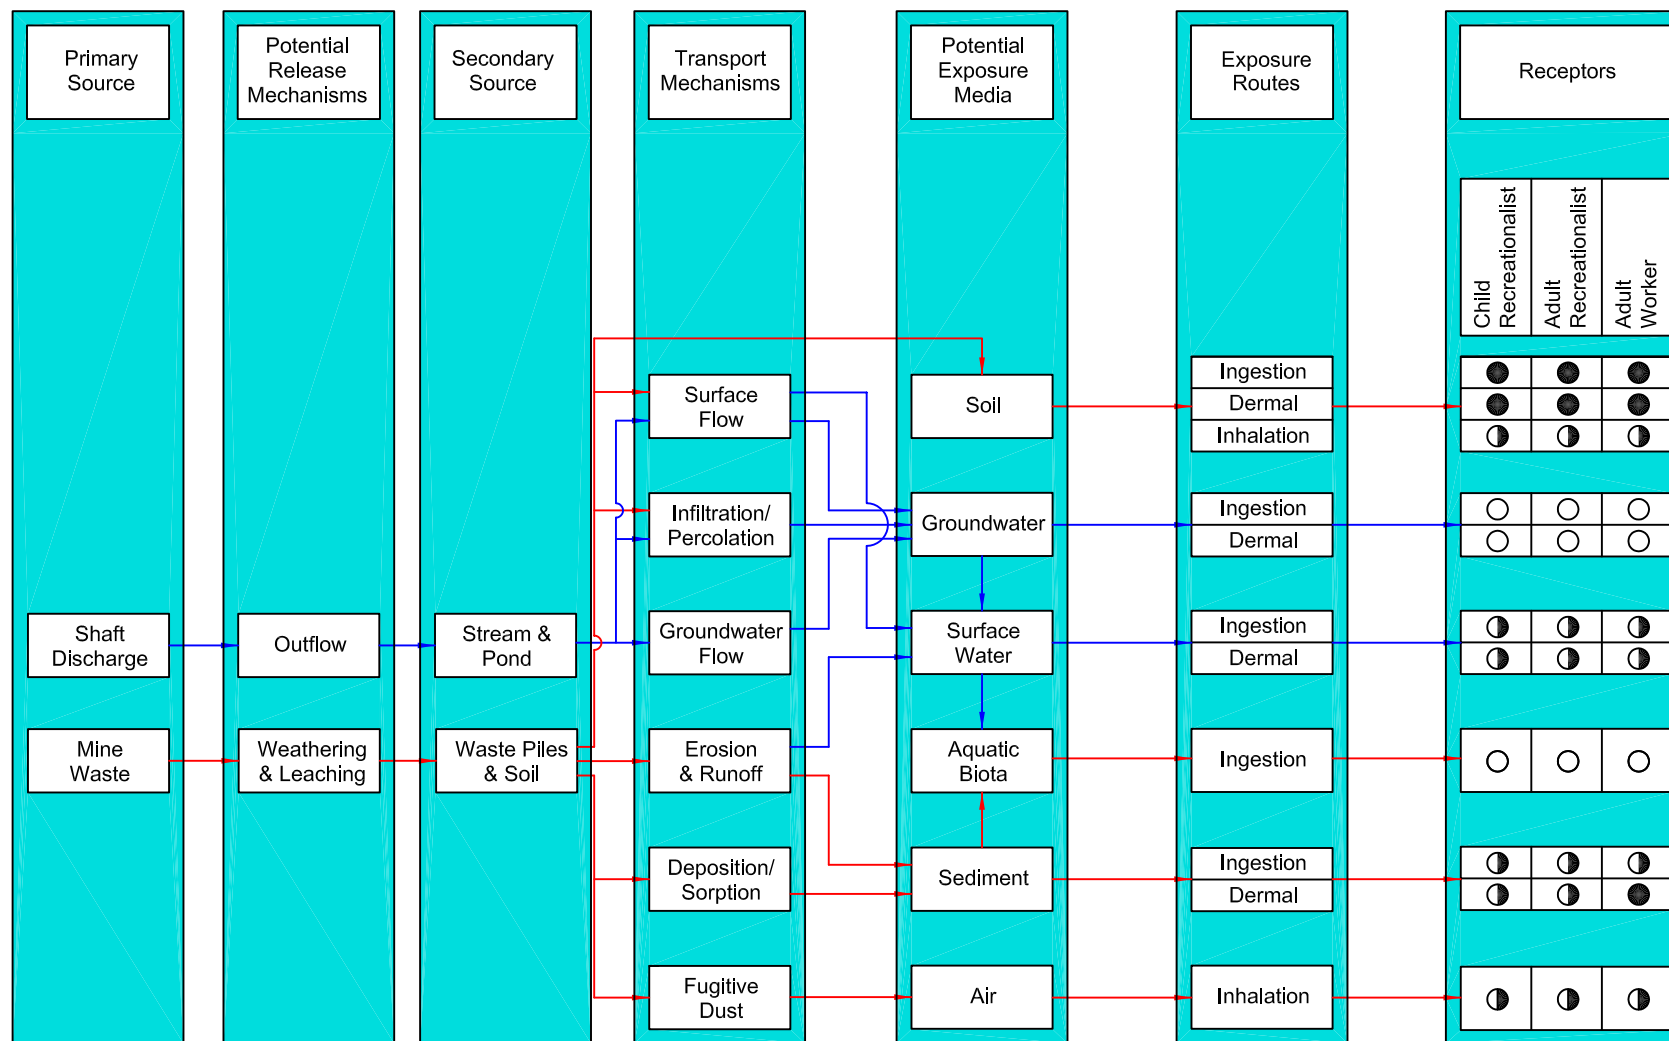 Primary
Source
Potential
Release
Mechanisms
Secondary
Source
Transport
Mechanisms
Potential
Exposure
Media
Exposure
Routes
Receptors
Child
Recreationalist
Adult
Recreationalist
Adult
Worker
Surface
Flow
Soil
Ingestion
Dermal
Inhalation
Infiltration/
Percolation
Groundwater
Ingestion
Dermal
Shaft
Discharge
Outflow
Stream &
Pond
Groundwater
Flow
Surface
Water
Ingestion
Dermal
Mine
Waste
Weathering
& Leaching
Waste Piles
& Soil
Erosion
& Runoff
Aquatic
Biota
Ingestion
Deposition/
Sorption
Sediment
Ingestion
Dermal
Fugitive
Dust
Air
Inhalation